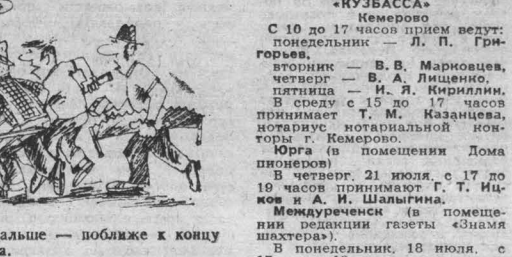 «КУЗБАССА»
Кемерово
С 10 до 17 часов прием ведут:
понедельник — Л. П. Гри-
горьев,
вторник — В. В. Марковцев,
четверг — В. А. Лищенко,
пятница — И. Я. Кириллин.
В среду с 15 до 17 часов
принимает Т. М. Казанцева,
нотариус нотариальной кон-
торы г. Кемерово.
Юрга (в помещении Дома
пионеров)
В четверг, 21 июля, с 17 до
19 часов принимают Г. Т. Иц-
ков и А. И. Шалыгина.
Междуреченск (в помеще-
нии редакции газеты «Знамя
шахтера»).
В понедельник, 18 июля, с
альше — поближе к концу
а.